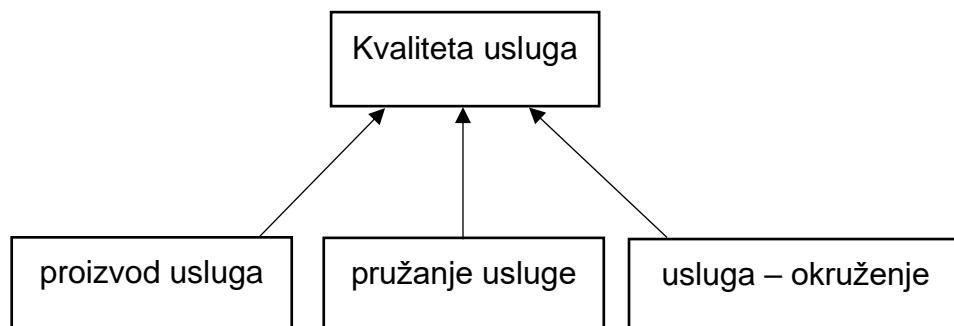 Kvaliteta usluga
proizvod usluga
pružanje usluge
usluga – okruženje